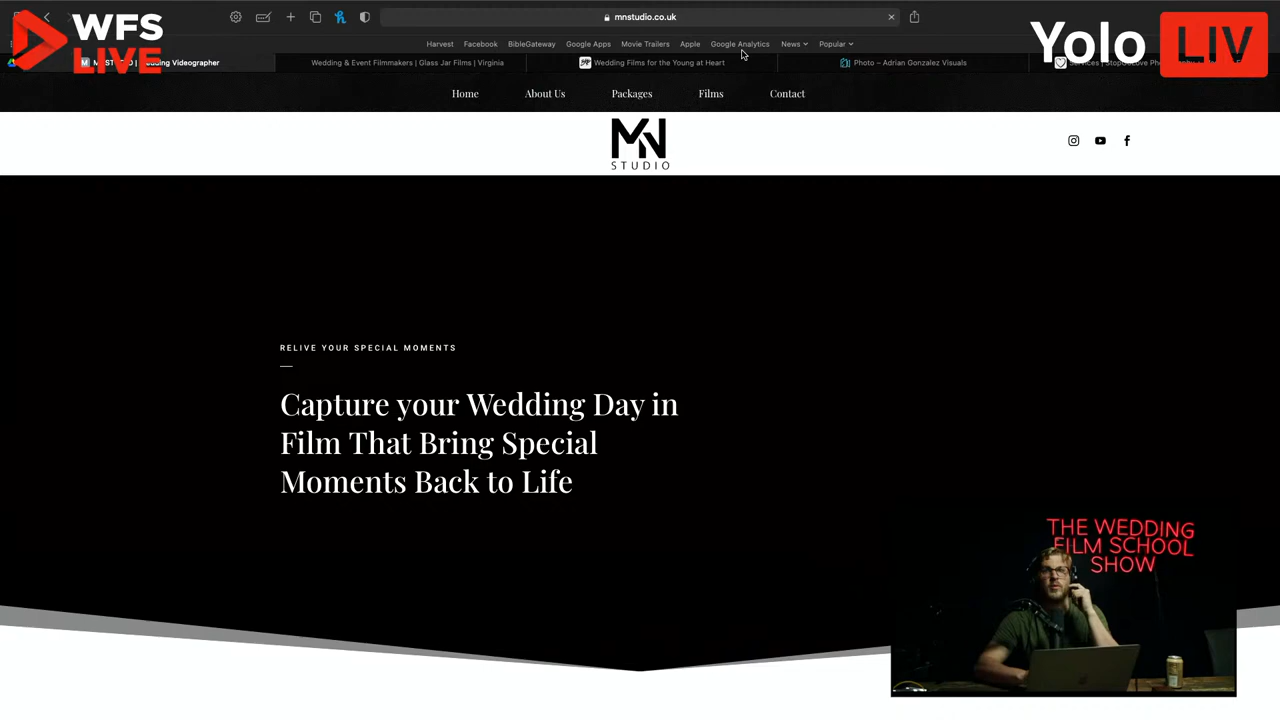 WFS
LIVE
mnstudio.co.uk
Yolo
LIV
Harvest Facebook BibleGateway Google Apps Movie Trailers Apple Google Analytics News Popular
Wedding Videographer
Wedding & Event Filmmakers | Glass Jar Films | Virginia
Wedding Films for the Young at Heart
Photo – Adrian Gonzalez Visuals
Home About Us Packages Films Contact
MN
STUDIO
RELIVE YOUR SPECIAL MOMENTS
Capture your Wedding Day in
Film That Bring Special
Moments Back to Life
THE WEDDING
FILM SCHOOL
SHOW